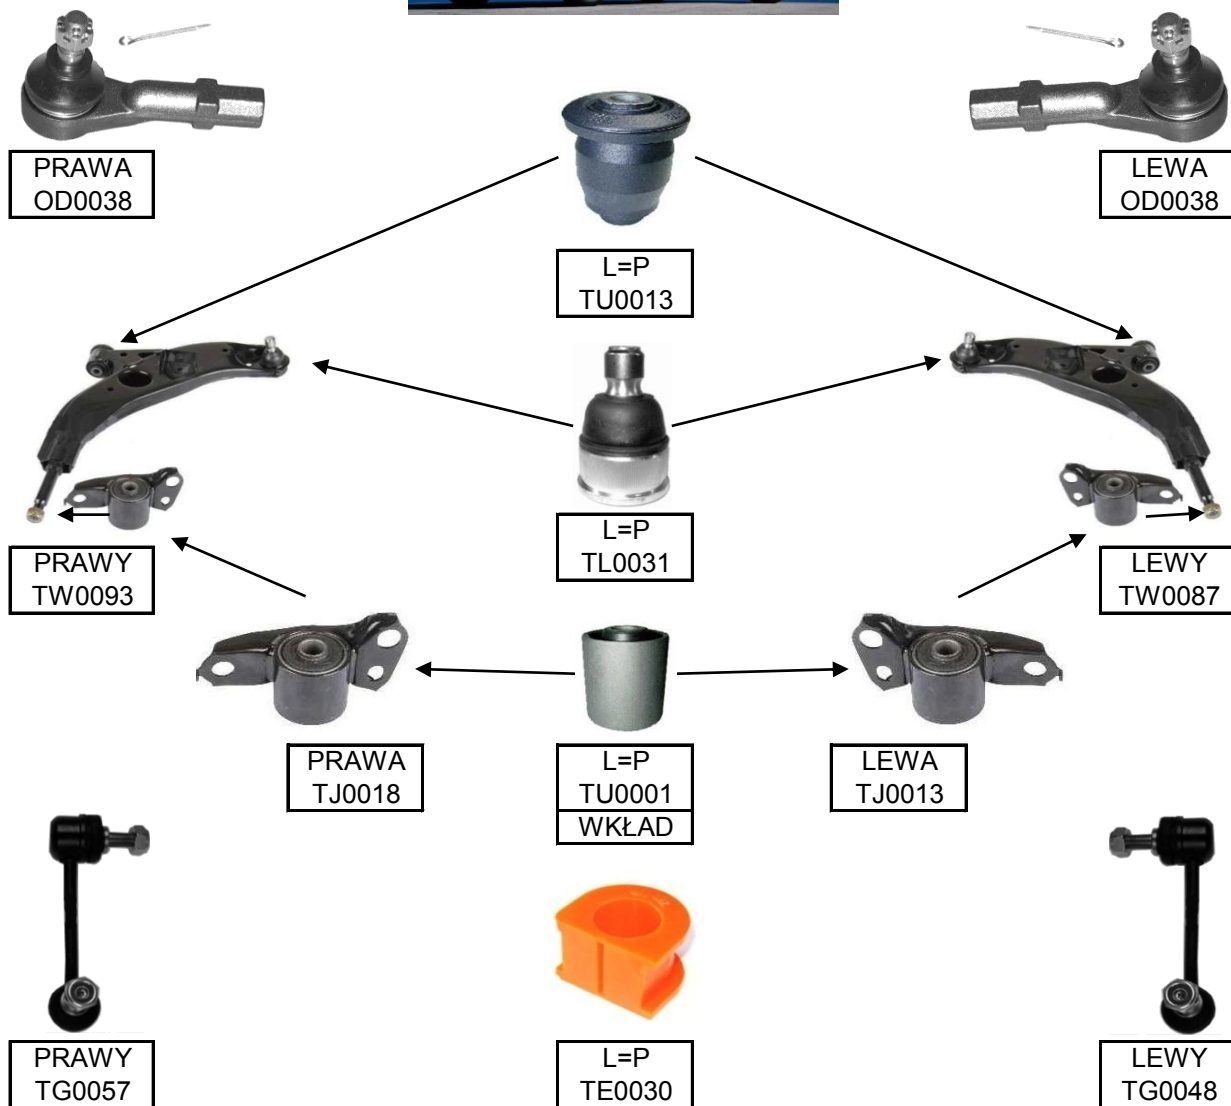 PRAWA
OD0038
LEWA
OD0038
L=P
TU0013
L=P
TL0031
PRAWY
TW0093
LEWY
TW0087
PRAWA
TJ0018
L=P
TU0001
WKŁAD
LEWA
TJ0013
PRAWY
TG0057
L=P
TE0030
LEWY
TG0048